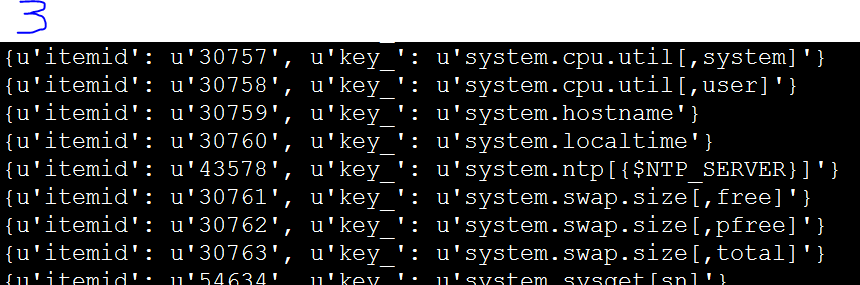 3
{u'itemid': u'30757', u'key_': u'system.cpu.util[,system]'}
{u'itemid': u'30758', u'key_': u'system.cpu.util[,user]'}
{u'itemid': u'30759', u'key_': u'system.hostname'}
{u'itemid': u'30760', u'key_': u'system.localtime'}
{u'itemid': u'43578', u'key_': u'system.ntp[{$NTP_SERVER}]'}
{u'itemid': u'30761', u'key_': u'system.swap.size[,free]'}
{u'itemid': u'30762', u'key_': u'system.swap.size[,pfree]'}
{u'itemid': u'30763', u'key_': u'system.swap.size[,total]'}
{u'itemid': u'54634', u'key_': u'system.sysget[sn]'}